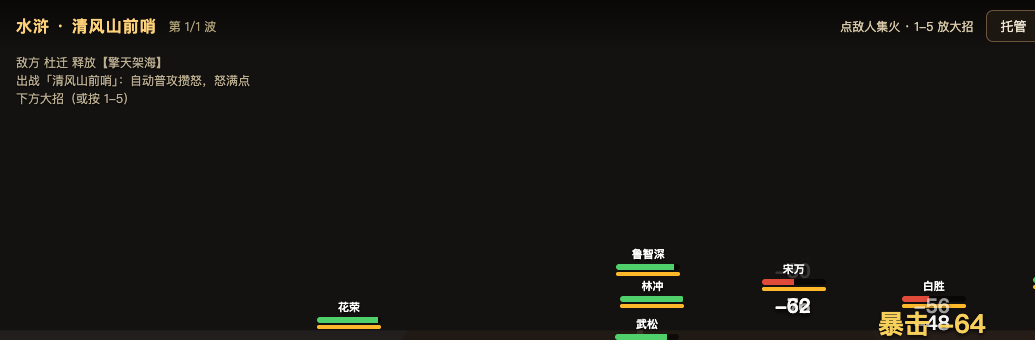 水浒 · 清风山前哨 第 1/1 波
点敌人集火 · 1–5 放大招
托管
敌方 杜迁 释放【擎天架海】
出战「清风山前哨」：自动普攻攒怒，怒满点
下方大招（或按 1–5）
鲁智深
宋万
林冲
白胜
-56
花荣
武松
暴击 -64
-48